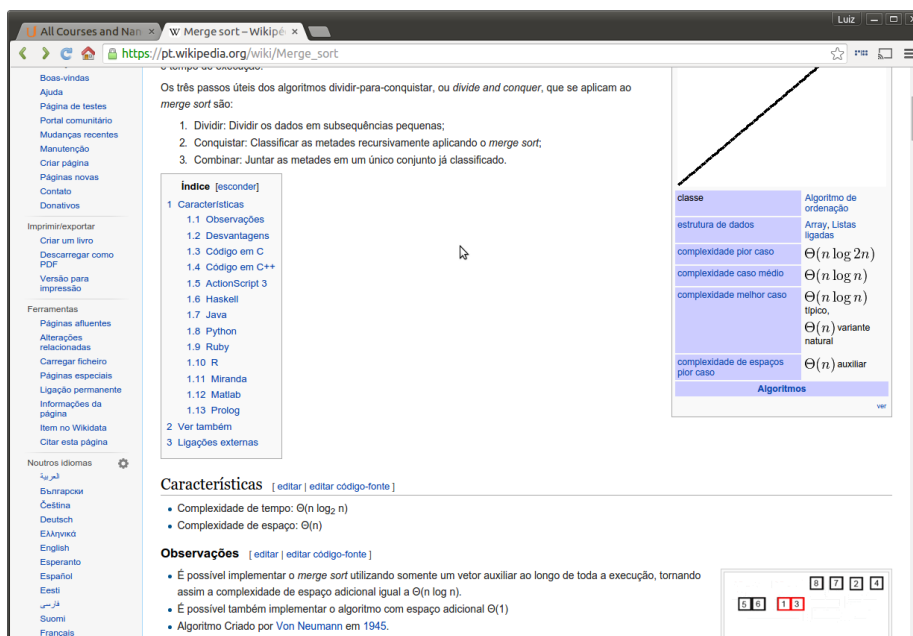 Luiz
All Courses and Nan
W Merge sort – Wikipé
https://pt.wikipedia.org/wiki/Merge_sort
Boas-vindas
Ajuda
Página de testes
Portal comunitário
Mudanças recentes
Manutenção
Criar página
Páginas novas
Contato
Donativos
Imprimir/exportar
Criar um livro
Descarregar como
PDF
Versão para
impressão
Ferramentas
Páginas afluentes
Alterações
relacionadas
Carregar ficheiro
Páginas especiais
Ligação permanente
Informações da
página
Item no Wikidata
Citar esta página
Noutros idiomas
العربية
Български
Čeština
Deutsch
Ελληνικά
English
Esperanto
Español
Eesti
فارسی
Suomi
Français
o tempo de execução.
Os três passos úteis dos algoritmos dividir-para-conquistar, ou divide and conquer, que se aplicam ao
merge sort são:
1. Dividir: Dividir os dados em subsequências pequenas;
2. Conquistar: Classificar as metades recursivamente aplicando o merge sort;
3. Combinar: Juntar as metades em um único conjunto já classificado.
Índice [esconder]
1 Características
1.1 Observações
1.2 Desvantagens
1.3 Código em C
1.4 Código em C++
1.5 ActionScript 3
1.6 Haskell
1.7 Java
1.8 Python
1.9 Ruby
1.10 R
1.11 Miranda
1.12 Matlab
1.13 Prolog
2 Ver também
3 Ligações externas
classe Algoritmo de
ordenação
estrutura de dados Array, Listas
ligadas
complexidade pior caso Θ(n log 2n)
complexidade caso médio Θ(n log n)
complexidade melhor caso Θ(n log n)
típico,
Θ(n) variante
natural
complexidade de espaços Θ(n) auxiliar
pior caso
Algoritmos
ver
Características [ editar | editar código-fonte ]
• Complexidade de tempo: Θ(n log₂ n)
• Complexidade de espaço: Θ(n)
Observações [ editar | editar código-fonte ]
• É possível implementar o merge sort utilizando somente um vetor auxiliar ao longo de toda a execução, tornando
assim a complexidade de espaço adicional igual a Θ(n log n).
• É possível também implementar o algoritmo com espaço adicional Θ(1)
• Algoritmo Criado por Von Neumann em 1945.
8 7 2 4
5 6 1 3